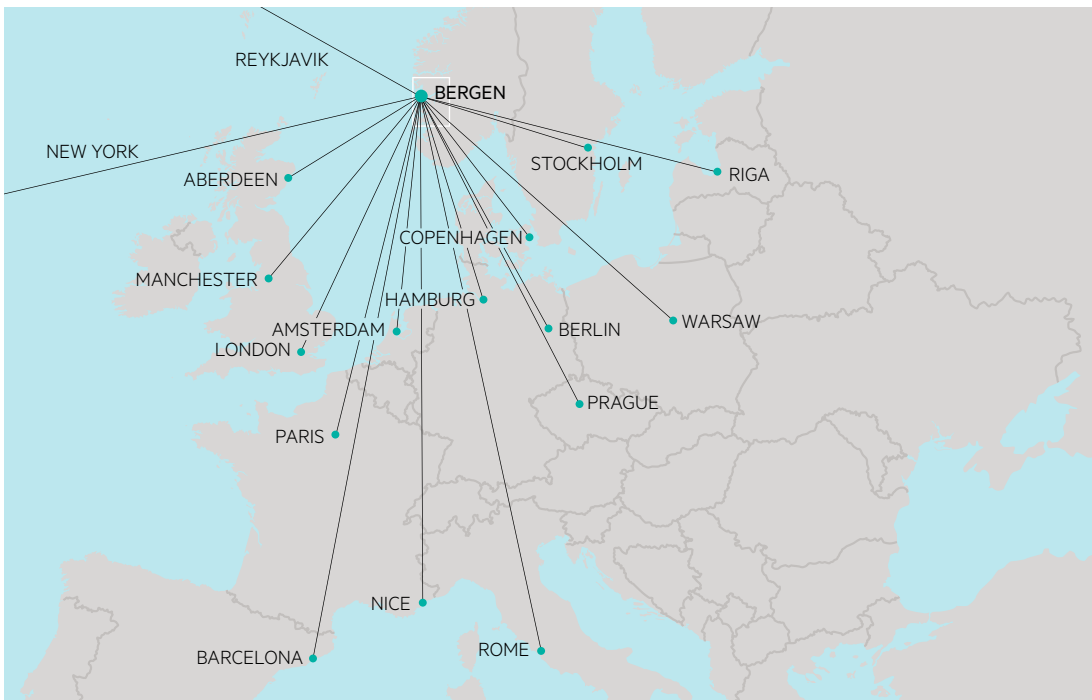 REYKJAVIK
BERGEN
NEW YORK
STOCKHOLM
ABERDEEN
RIGA
COPENHAGEN
MANCHESTER
HAMBURG
AMSTERDAM
BERLIN
WARSAW
LONDON
PRAGUE
PARIS
NICE
ROME
BARCELONA